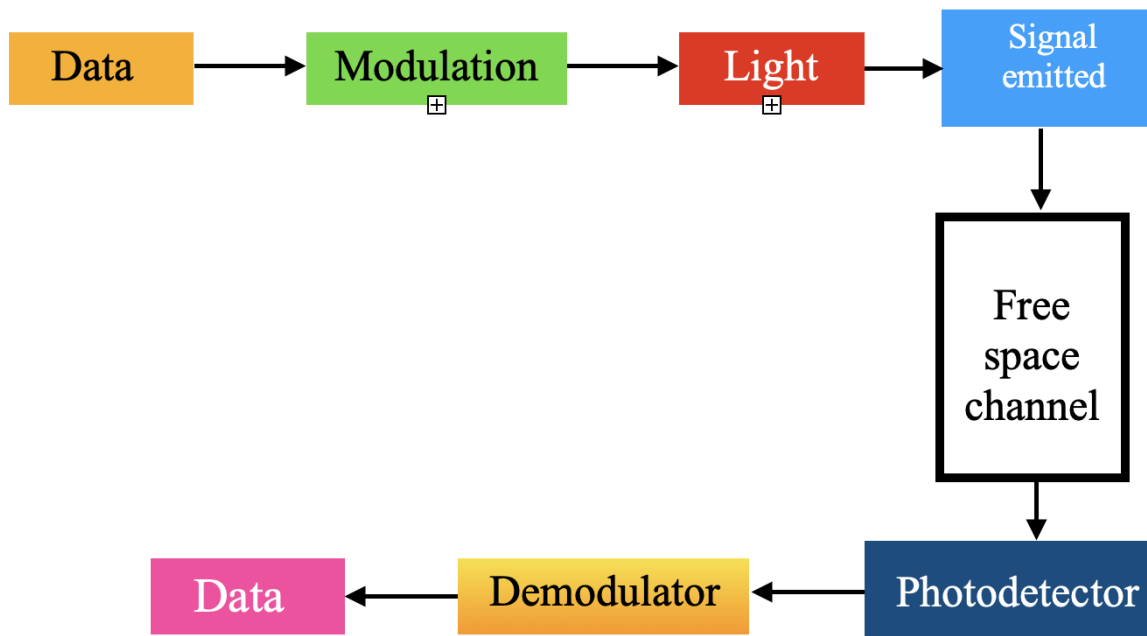 Data
Modulation
Light
Signal
emitted
Free
space
channel
Photodetector
Demodulator
Data